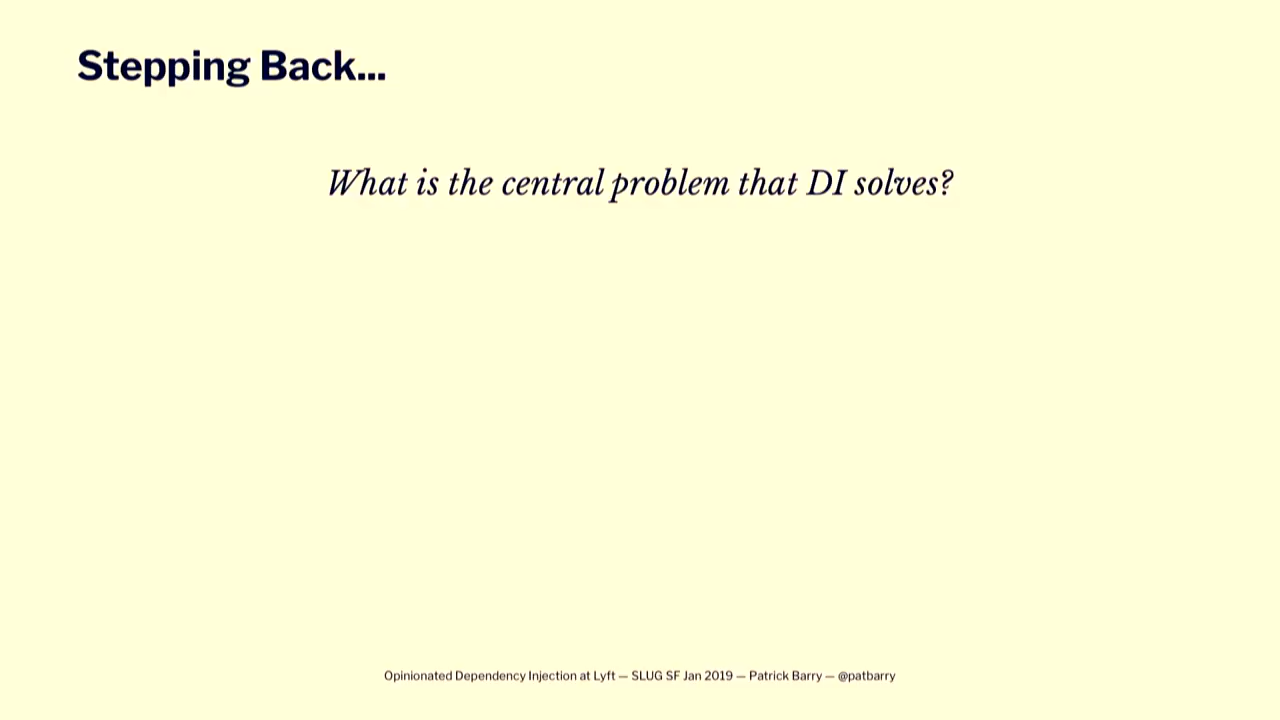 Stepping Back...
What is the central problem that DI solves?
Opinionated Dependency Injection at Lyft — SLUG SF Jan 2019 — Patrick Barry — @patbarry